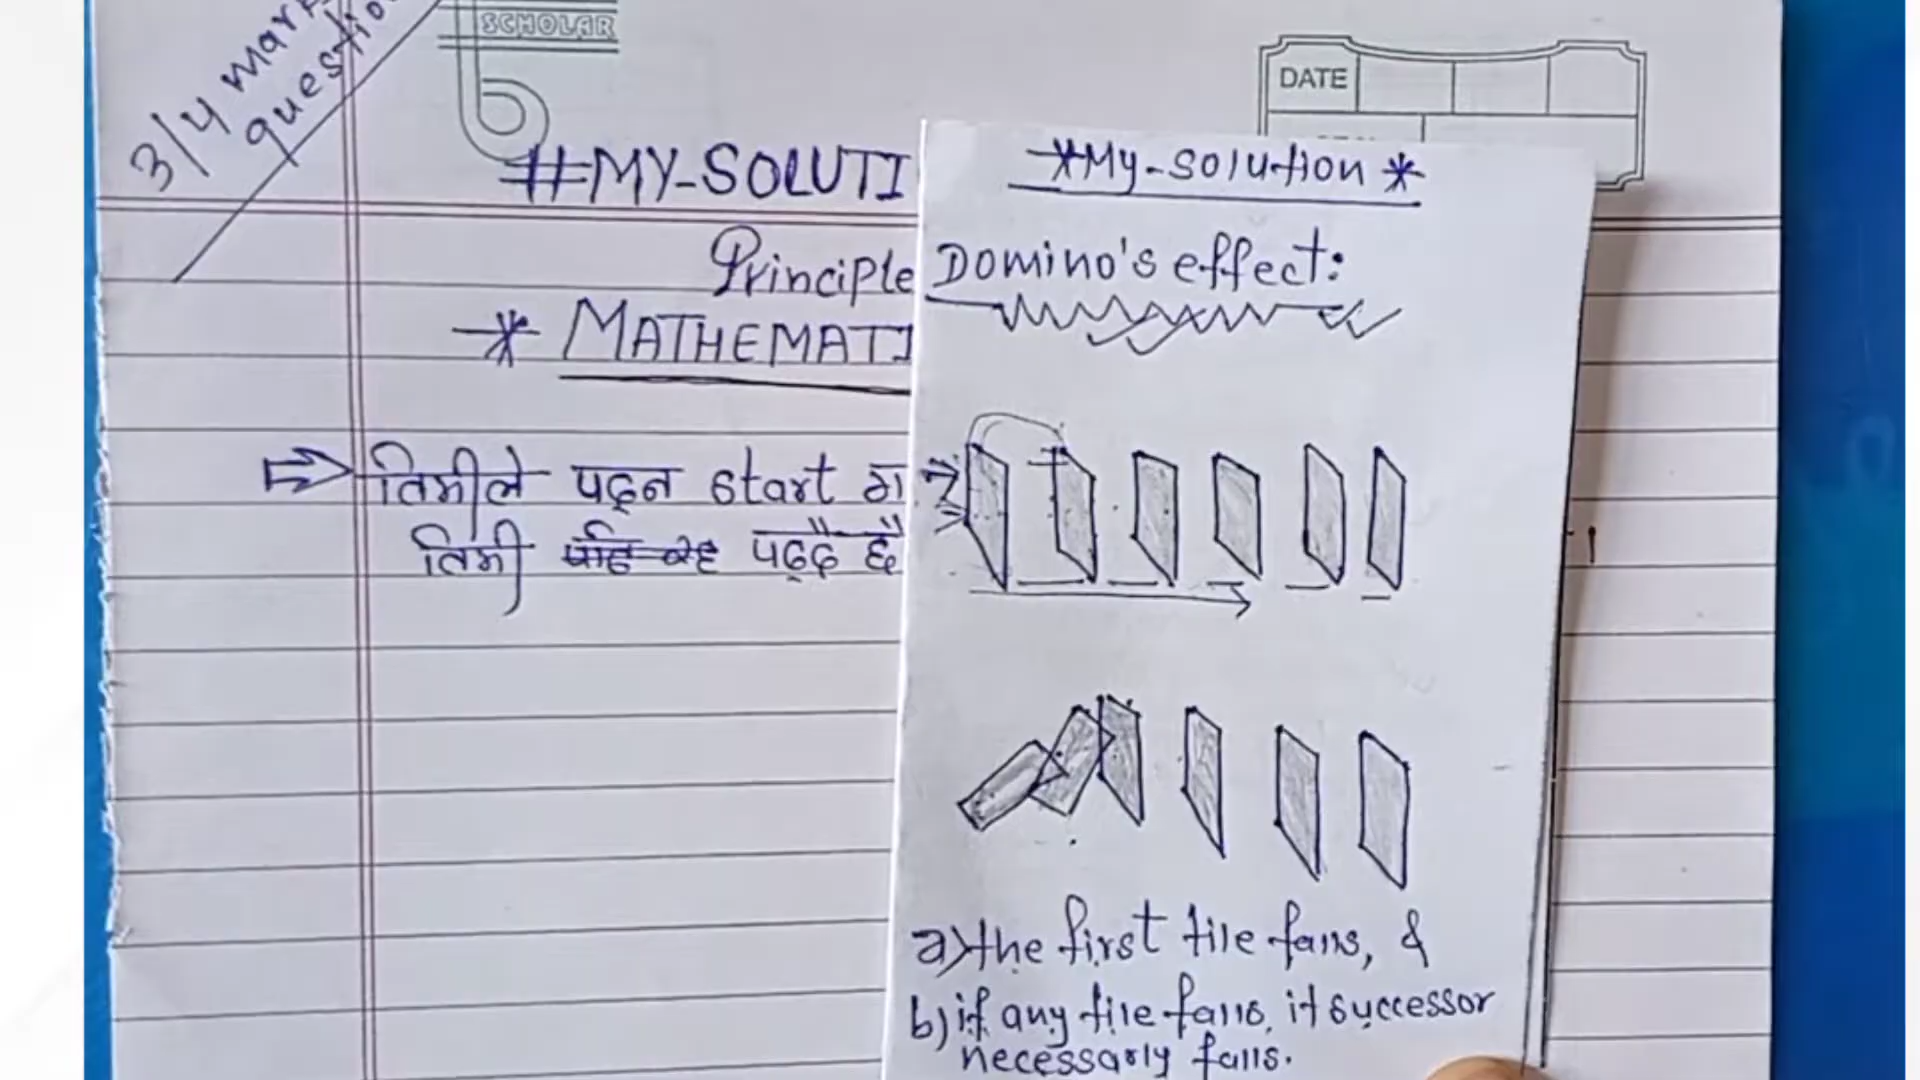 3/4 mark
question
SCHOLAR
DATE
#MY-SOLUTI
Principle
* MATHEMATI
तिमीले पढ्न start ग
तिमी पढ्दै छौ
*My-solution*
Domino's effect:
a) the first tile falls, &
b) if any tile falls, it successor
necessarly falls.